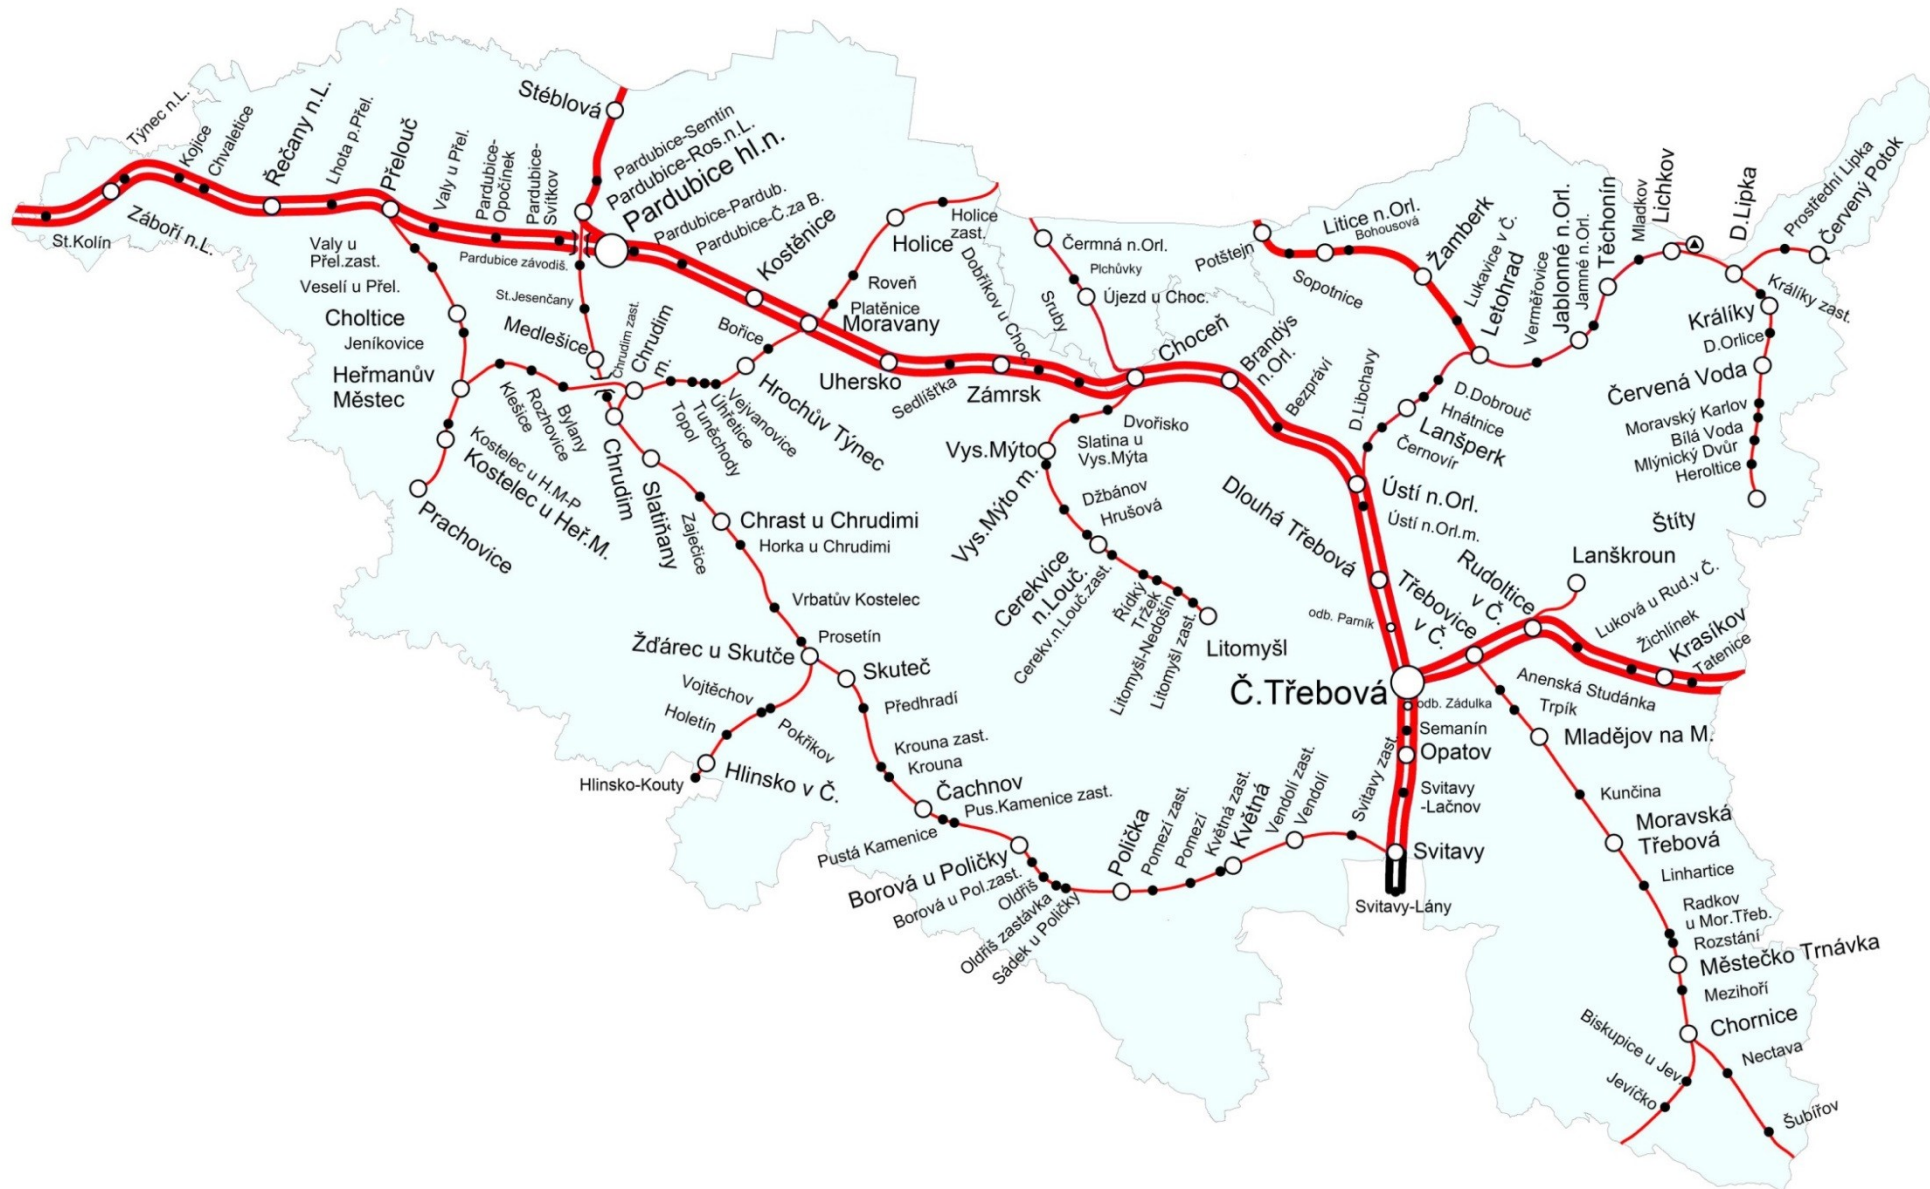 Týnec n.L.
Kojice
Chvaletice
Řečany n.L.
Lhota p.Přel.
Přelouč
Valy u Přel.
Pardubice-
Opočínek
Pardubice-
Svítkov
Stéblová
Pardubice-Semtín
Pardubice-Ros.n.L.
Pardubice hl.n.
Pardubice-Pardub.
Pardubice-Č.za B.
Kostěnice
St.Kolín
Záboří n.L.
Valy u
Přel.zast.
Veselí u Přel.
Choltice
Jeníkovice
Heřmanův
Městec
Pardubice závodiš.
St.Jesenčany
Medlešice
Chrudim zast.
Chrudim
m.
Bořice
Holice
zast.
Holice
Roveň
Platěnice
Moravany
Uhersko
Sedlíšťka
Zámrsk
Dobříkov u Choc.
Čermná n.Orl.
Plchůvky
Újezd u Choc.
Sruby
Choceň
Brandýs
n.Orl.
Bezpráví
Potštejn
Litice n.Orl.
Bohousová
Sopotnice
Žamberk
Lukavice v Č.
Letohrad
Verměřovice
Jablonné n.Orl.
Jamné n.Orl.
Těchonín
Mladkov
Lichkov
D.Lipka
Prostřední Lipka
Červený Potok
Králíky zast.
Králíky
D.Orlice
Červená Voda
Moravský Karlov
Bílá Voda
Mlýnický Dvůr
Heroltice
Štíty
D.Libchavy
D.Dobrouč
Hnátnice
Lanšperk
Černovír
Ústí n.Orl.
Ústí n.Orl.m.
Klešice
Rozhovice
Bylany
Kostelec u H.M-P
Kostelec u Heř.M.
Prachovice
Chrudim
Slatiňany
Zaječice
Topol
Tuněchody
Úhřetice
Vejvanovice
Hrochův Týnec
Chrast u Chrudimi
Horka u Chrudimi
Vrbatův Kostelec
Prosetín
Žďárec u Skutče
Skuteč
Předhradí
Vojtěchov
Holetín
Pokřikov
Hlinsko-Kouty
Hlinsko v Č.
Krouna zast.
Krouna
Čachnov
Pus.Kamenice zast.
Pustá Kamenice
Borová u Poličky
Borová u Pol.zast.
Oldřiš
Oldřiš zastávka
Sádek u Poličky
Polička
Pomezí zast.
Pomezí
Květná zast.
Květná
Vendolí zast.
Vendolí
Svitavy zast.
Dvořisko
Slatina u
Vys.Mýta
Vys.Mýto
Vys.Mýto m.
Džbánov
Hrušová
Cerekvice
n.Louč.
Cerekv.n.Louč.zast.
Řídký
Tržek
Litomyšl-Nedošín
Litomyšl zast.
Litomyšl
Dlouhá Třebová
odb. Parník
Č.Třebová
odb. Zádulka
Semanín
Opatov
Svitavy
-Lačnov
Svitavy
Svitavy-Lány
Třebovice
v Č.
Rudoltice
v Č.
Lanškroun
Luková u Rud.v Č.
Žichlínek
Krasíkov
Tatenice
Anenská Studánka
Trpík
Mladějov na M.
Kunčina
Moravská
Třebová
Linhartice
Radkov
u Mor.Třeb.
Rozstání
Městečko Trnávka
Mezihoří
Chornice
Biskupice u Jev.
Jevíčko
Nectava
Šubířov